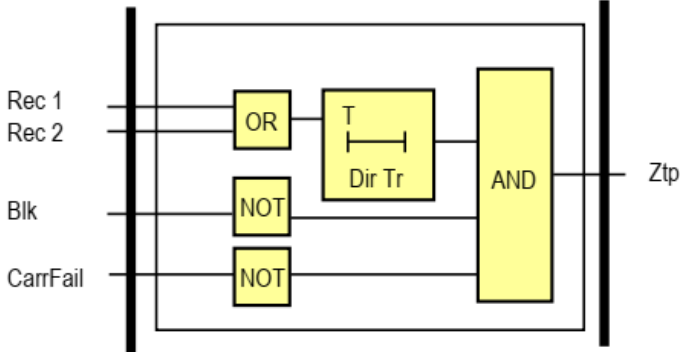 Rec 1
Rec 2
OR
T
Dir Tr
Blk
NOT
AND
Ztp
CarrFail
NOT